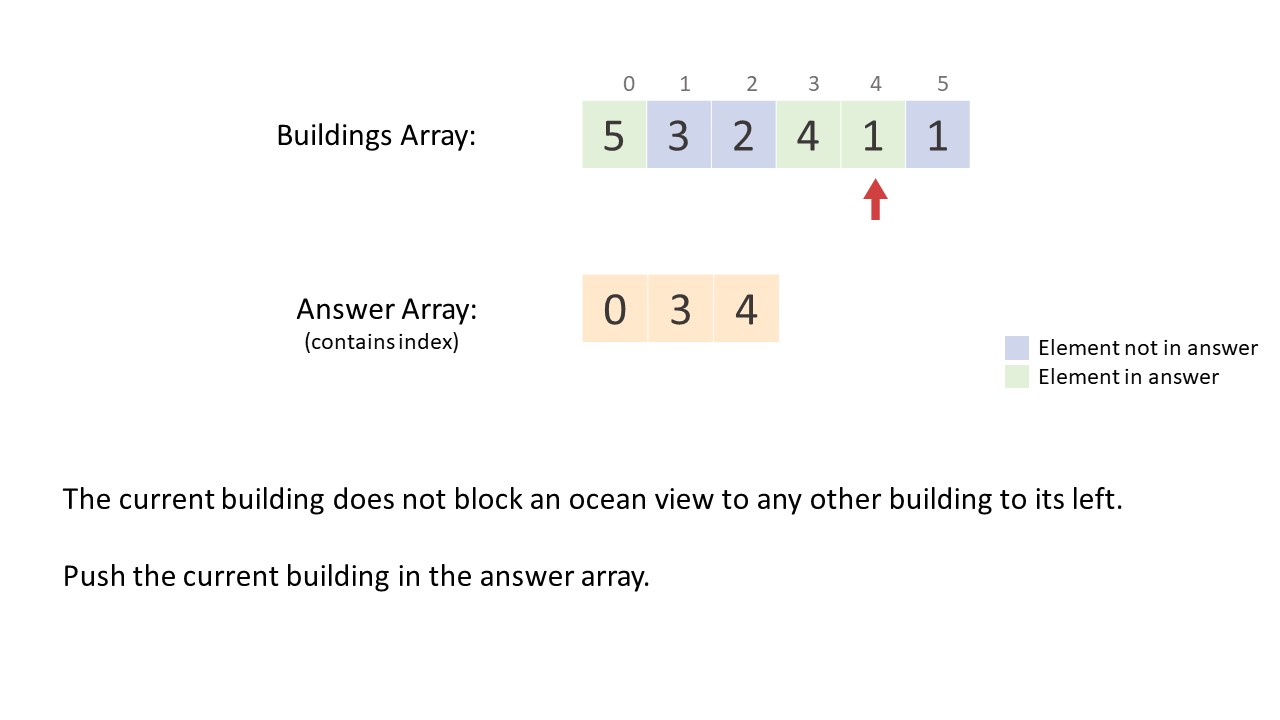 0 1 2 3 4 5
Buildings Array: 5 3 2 4 1 1
Answer Array: 0 3 4
(contains index)
Element not in answer
Element in answer
The current building does not block an ocean view to any other building to its left.
Push the current building in the answer array.